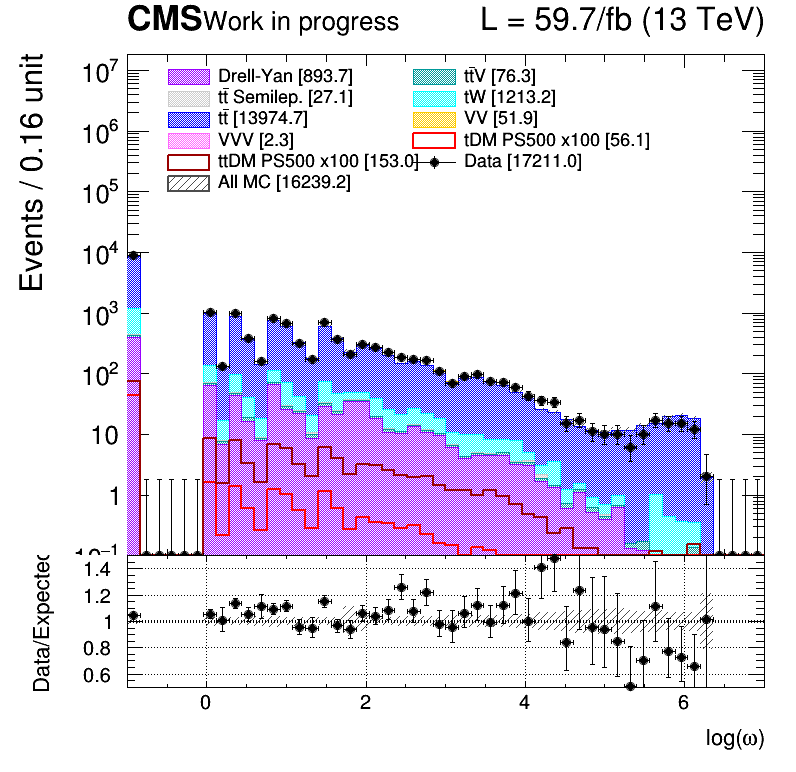 CMS Work in progress L = 59.7/fb (13 TeV)
Events / 0.16 unit
10⁷
10⁶
10⁵
10⁴
10³
10²
10
1
10⁻¹
Drell-Yan [893.7]
tt̄V [76.3]
tt̄ Semilep. [27.1]
tW [1213.2]
tt̄ [13974.7]
VV [51.9]
VVV [2.3]
tDM PS500 x100 [56.1]
ttDM PS500 x100 [153.0]
Data [17211.0]
All MC [16239.2]
Data/Expected
1.4
1.2
1
0.8
0.6
0 2 4 6
log(ω)